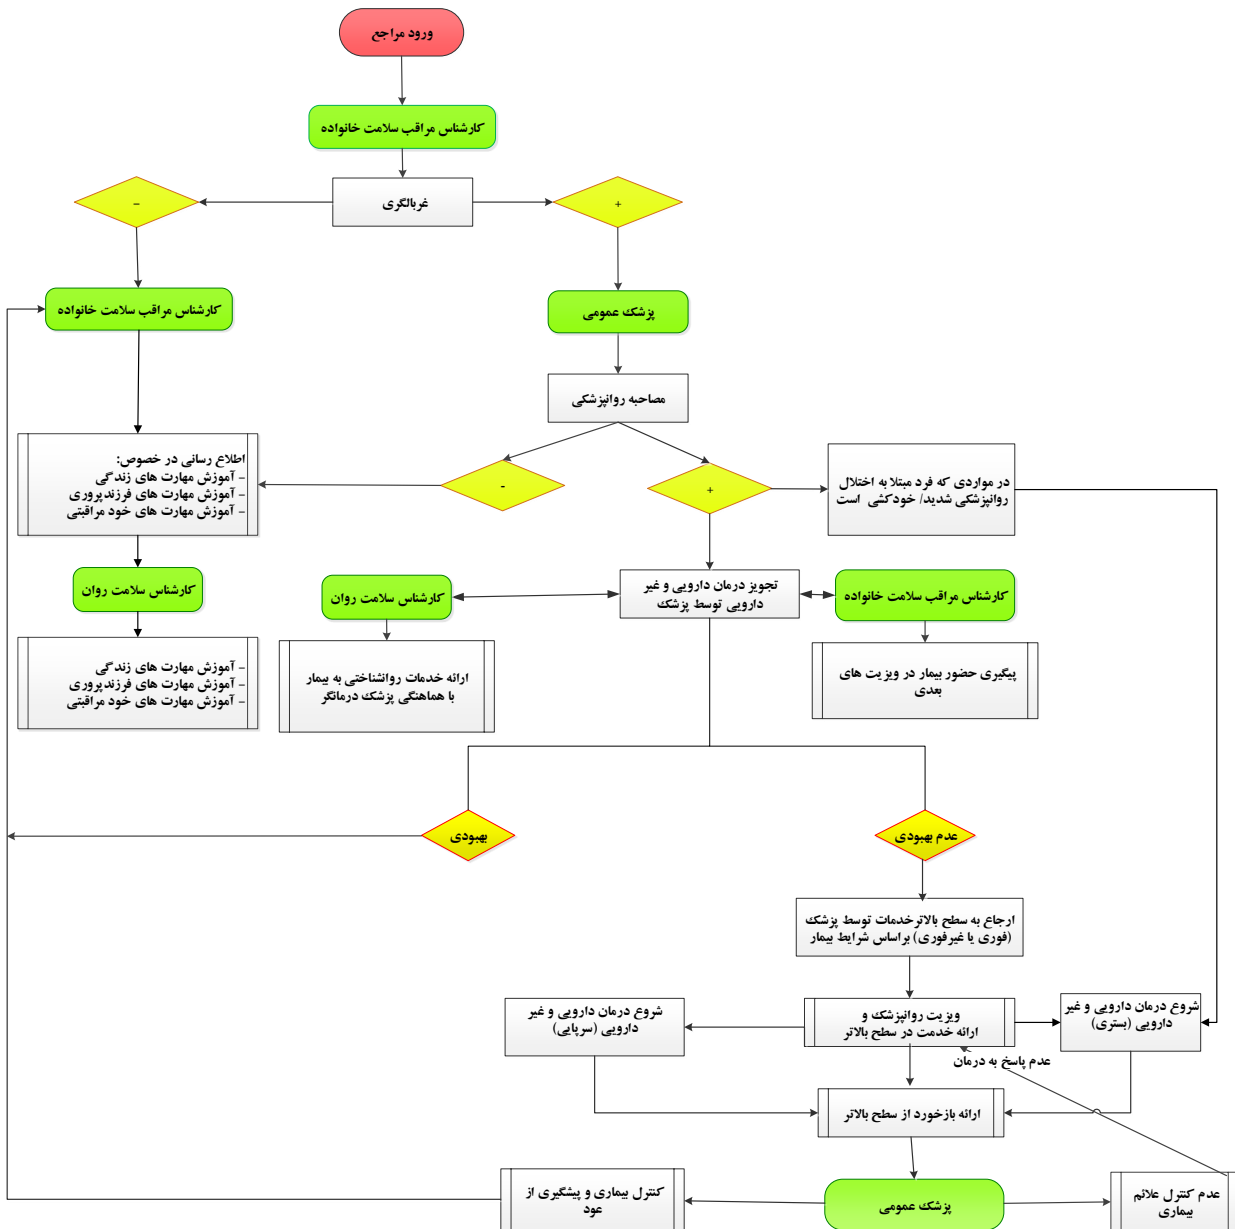 ورود مراجع
کارشناس مراقب سلامت خانواده
غربالگری
–
+
کارشناس مراقب سلامت خانواده
پزشک عمومی
مصاحبه روانپزشکی
اطلاع رسانی در خصوص:
– آموزش مهارت های زندگی
– آموزش مهارت های فرزندپروری
– آموزش مهارت های خود مراقبتی
-
+
در مواردی که فرد مبتلا به اختلال
روانپزشکی شدید/ خودکشی است
کارشناس سلامت روان
کارشناس سلامت روان
تجویز درمان دارویی و غیر
دارویی توسط پزشک
کارشناس مراقب سلامت خانواده
– آموزش مهارت های زندگی
– آموزش مهارت های فرزندپروری
– آموزش مهارت های خود مراقبتی
ارائه خدمات روانشناختی به بیمار
با هماهنگی پزشک درمانگر
پیگیری حضور بیمار در ویزیت های
بعدی
بهبودی
عدم بهبودی
ارجاع به سطح بالاترخدمات توسط پزشک
(فوری یا غیرفوری) براساس شرایط بیمار
شروع درمان دارویی و غیر
دارویی (سرپایی)
ویزیت روانپزشک و
ارائه خدمت در سطح بالاتر
شروع درمان دارویی و غیر
دارویی (بستری)
عدم پاسخ به درمان
ارائه بازخورد از سطح بالاتر
کنترل بیماری و پیشگیری از
عود
پزشک عمومی
عدم کنترل علائم
بیماری